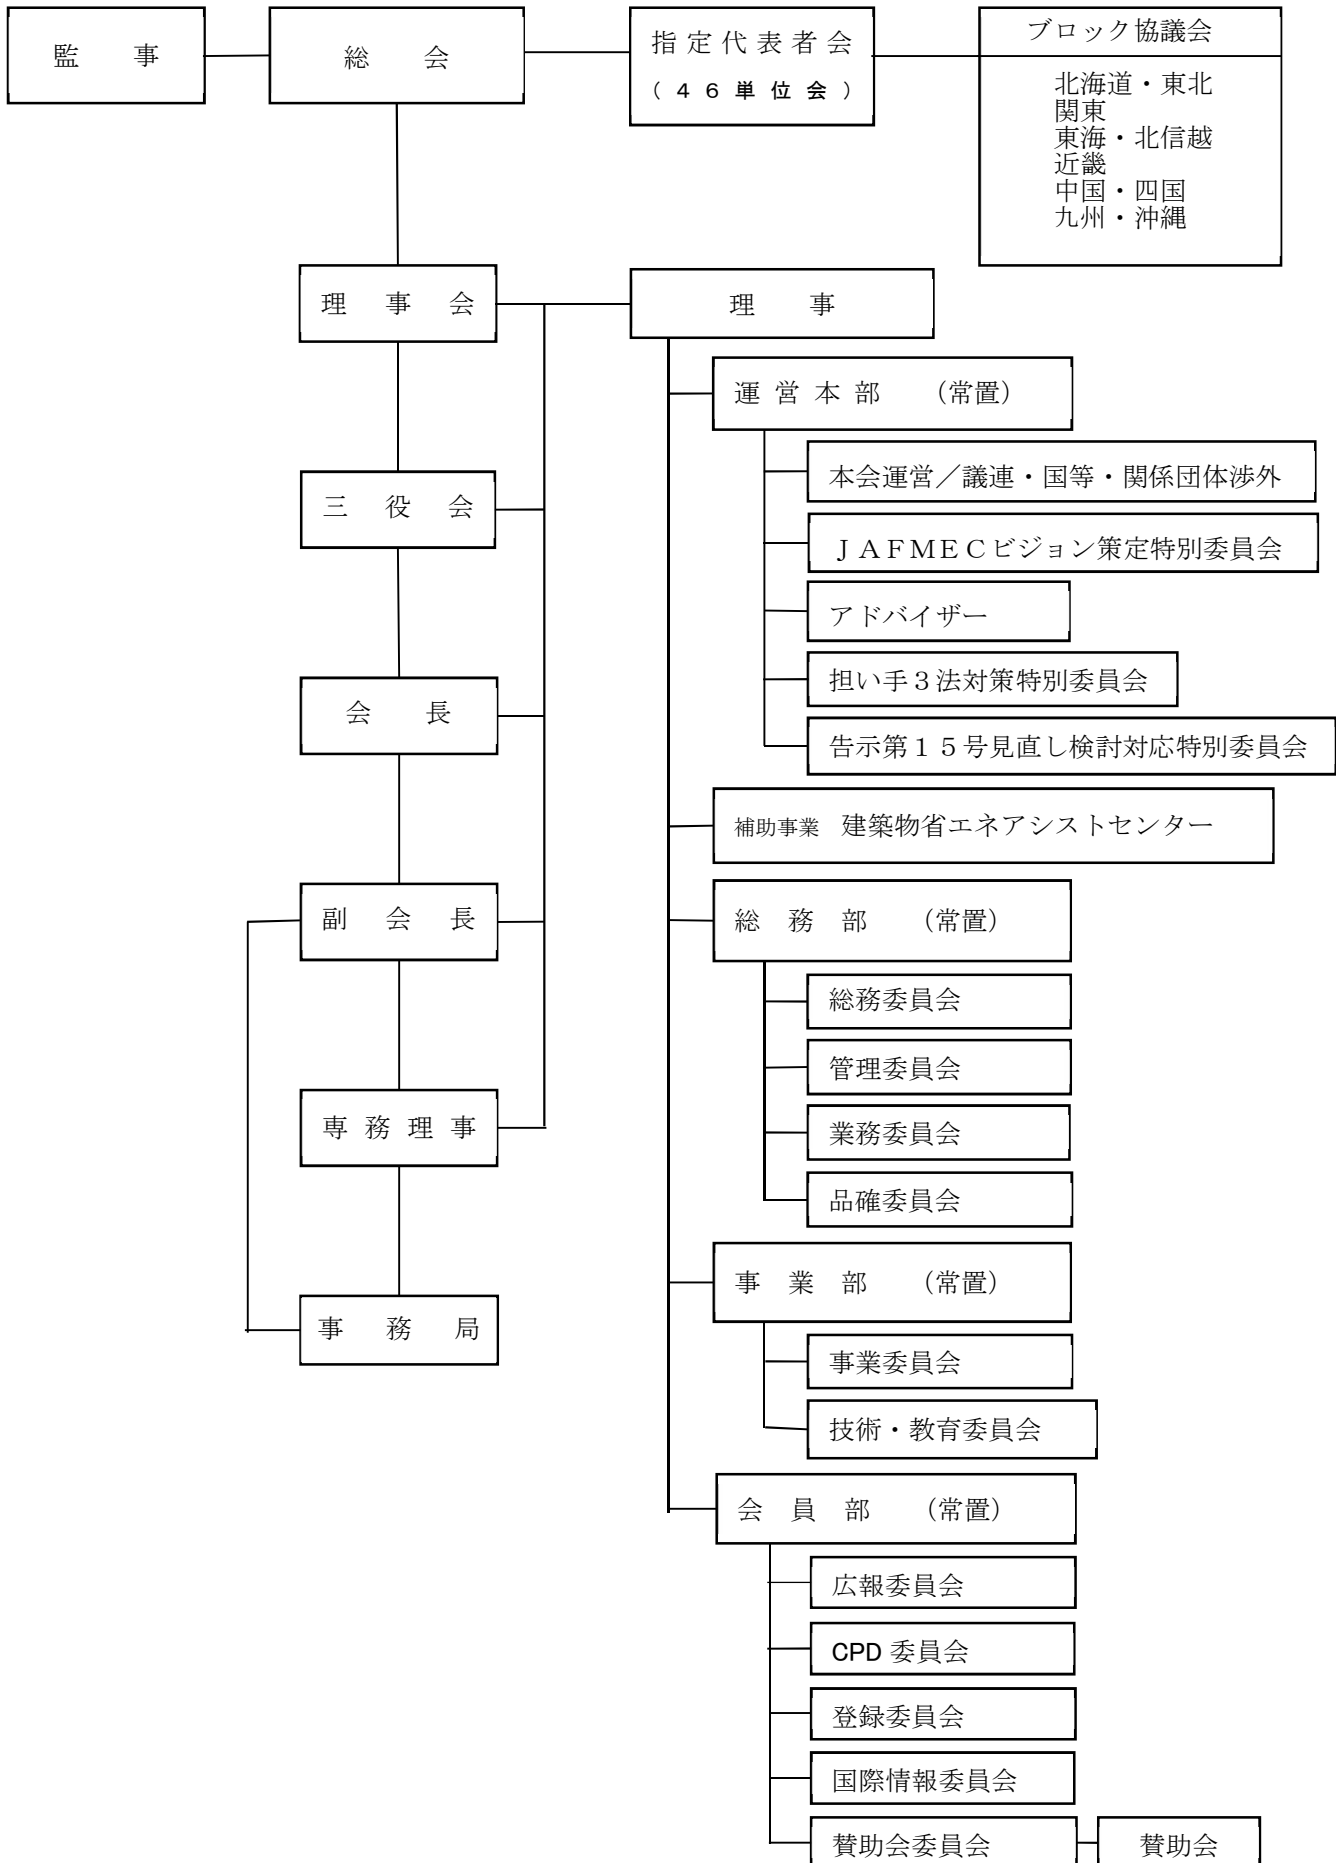 監事
総会
指定代表者会
（４６単位会）
ブロック協議会
北海道・東北
関東
東海・北信越
近畿
中国・四国
九州・沖縄
理事会
理事
運営本部 （常置）
本会運営／議連・国等・関係団体渉外
ＪＡＦＭＥＣビジョン策定特別委員会
アドバイザー
担い手３法対策特別委員会
告示第１５号見直し検討対応特別委員会
三役会
会長
副会長
専務理事
事務局
補助事業 建築物省エネアシストセンター
総務部 （常置）
総務委員会
管理委員会
業務委員会
品確委員会
事業部 （常置）
事業委員会
技術・教育委員会
会員部 （常置）
広報委員会
CPD 委員会
登録委員会
国際情報委員会
賛助会委員会
賛助会